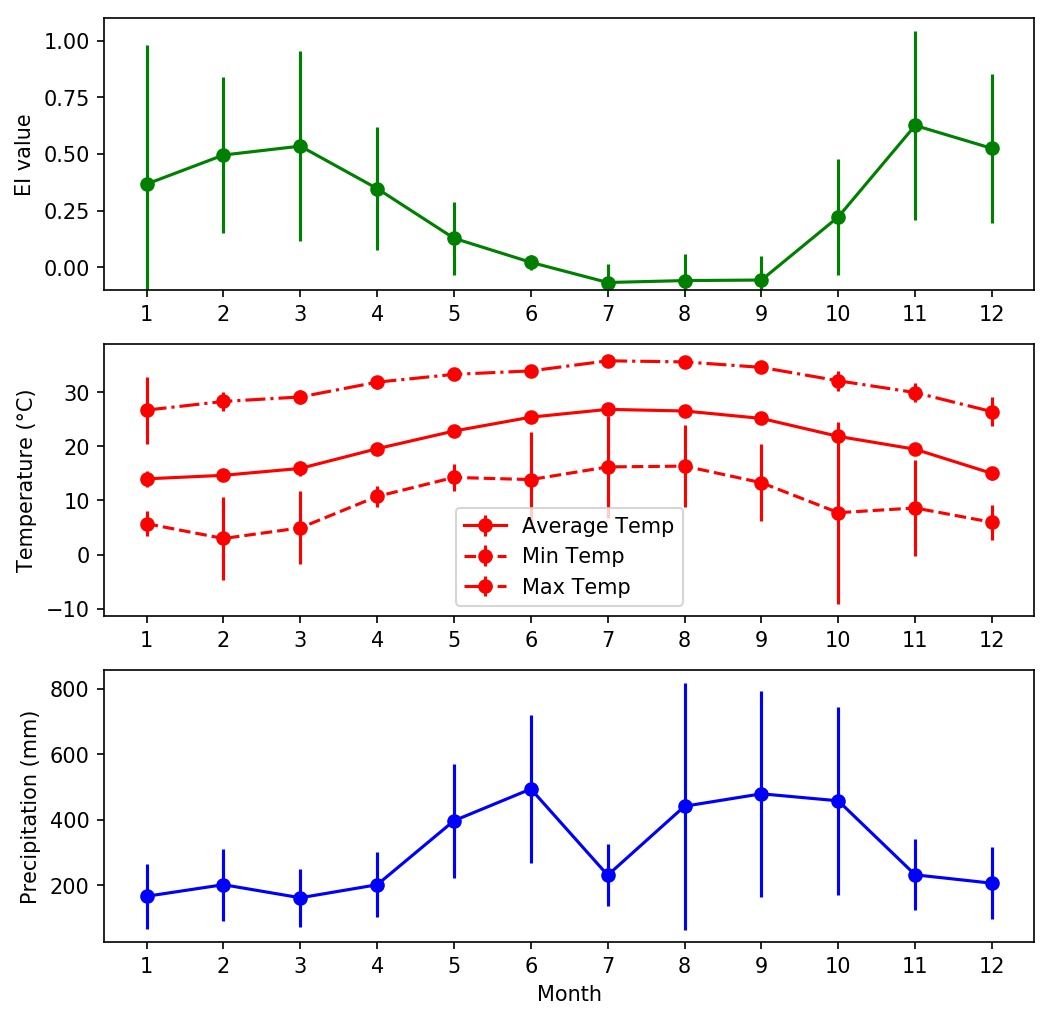 1.00
0.75
0.50
0.25
0.00
EI value
1 2 3 4 5 6 7 8 9 10 11 12
30
20
10
0
−10
Temperature (°C)
Average Temp
Min Temp
Max Temp
1 2 3 4 5 6 7 8 9 10 11 12
800
600
400
200
Precipitation (mm)
1 2 3 4 5 6 7 8 9 10 11 12
Month